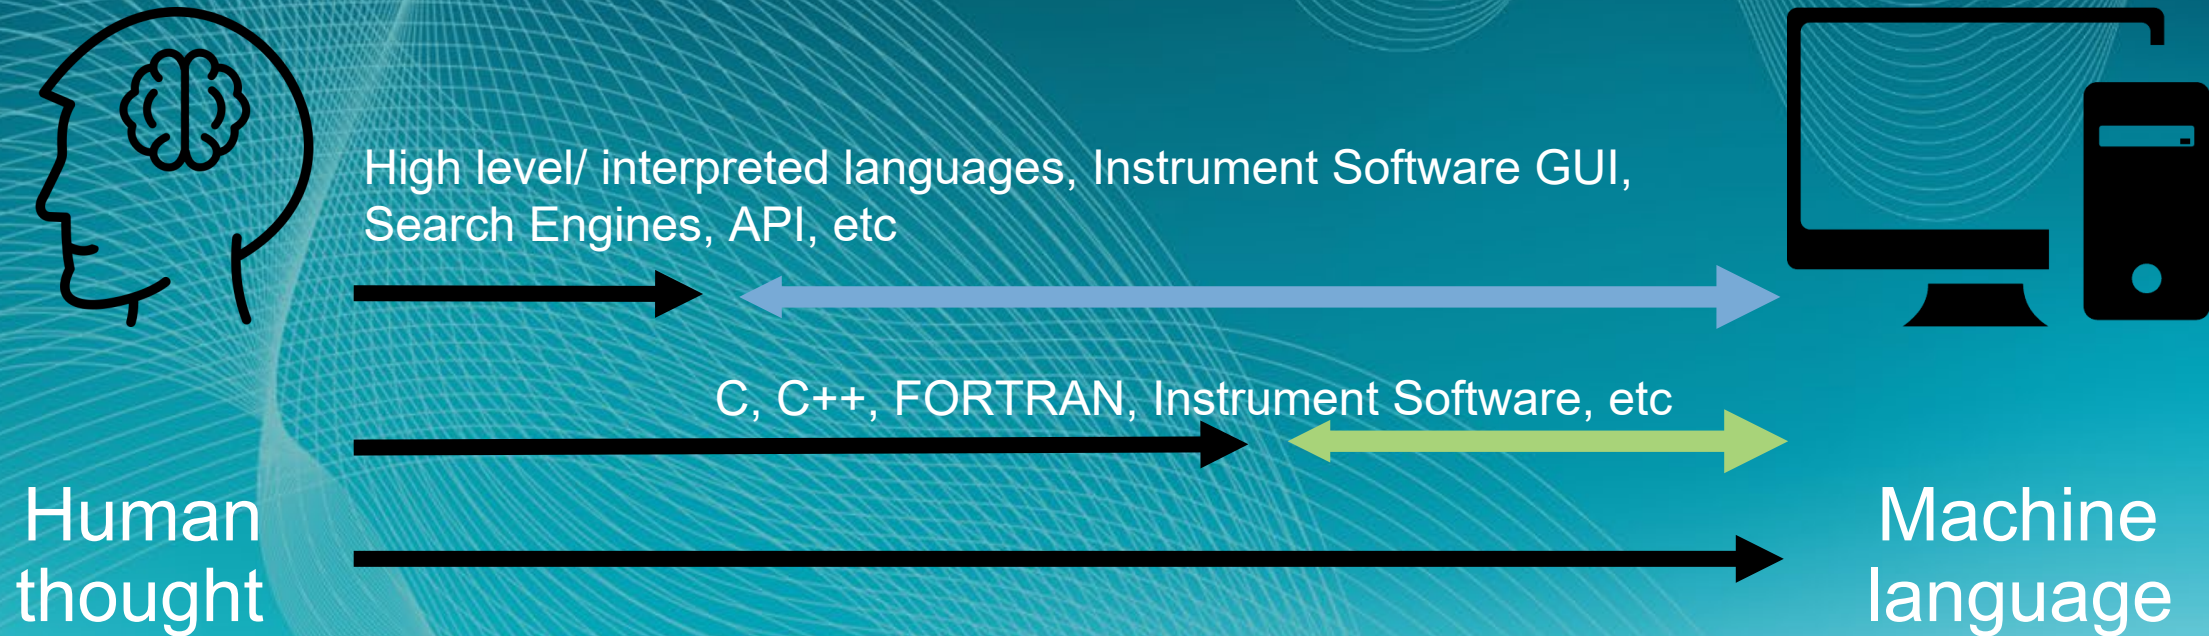 High level/ interpreted languages, Instrument Software GUI,
Search Engines, API, etc
C, C++, FORTRAN, Instrument Software, etc
Human
thought
Machine
language